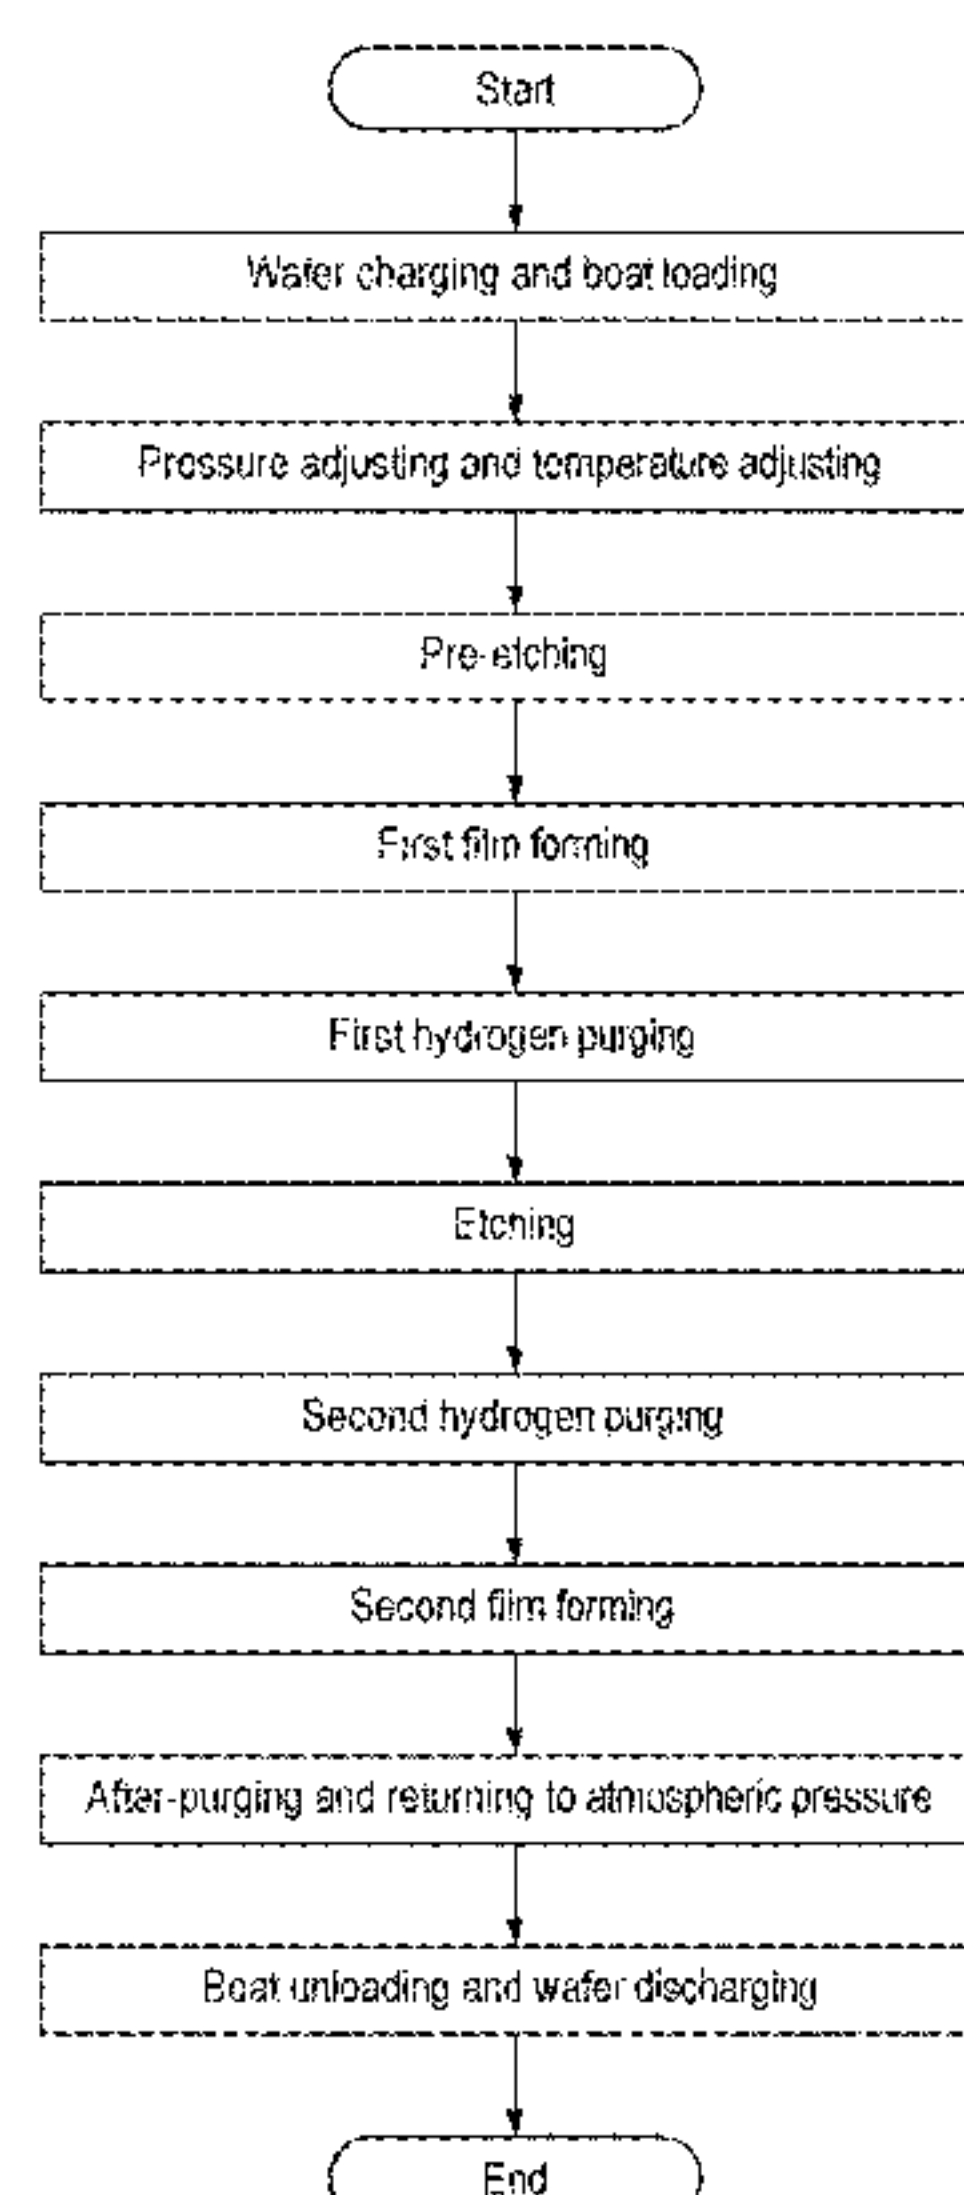 Start
Wafer charging and boat loading
Pressure adjusting and temperature adjusting
Pre-etching
First film forming
First hydrogen purging
Etching
Second hydrogen purging
Second film forming
After-purging and returning to atmospheric pressure
Boat unloading and wafer discharging
End